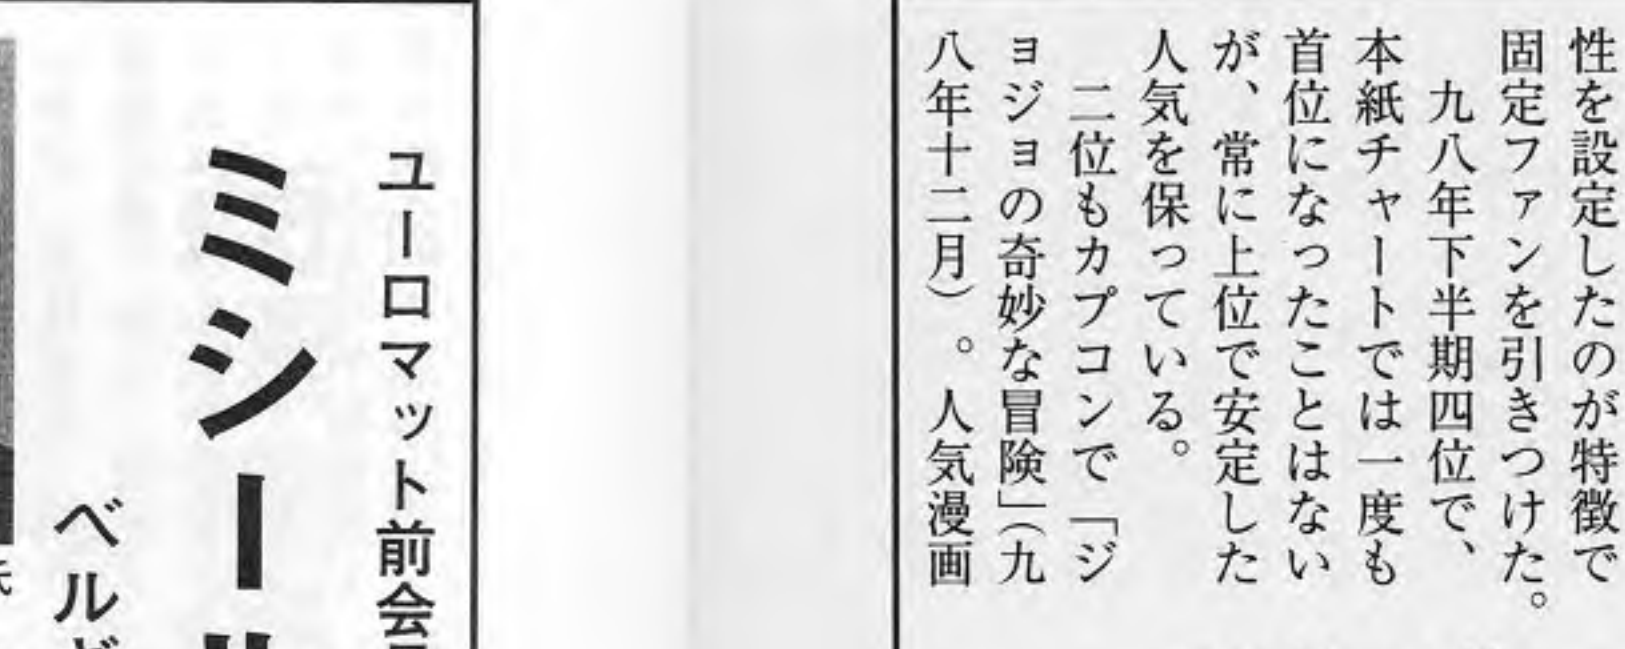 性を設定したのが特徴で
固定ファンを引きつけた。
九八年下半期四位で、
本紙チャートでは一度も
首位になったことはない
が、常に上位で安定した
人気を保っている。
二位もカプコンで「ジ
ョジョの奇妙な冒険」（九
八年十二月）。人気漫画
ユーロマット前会
ミシー
ベル
氏